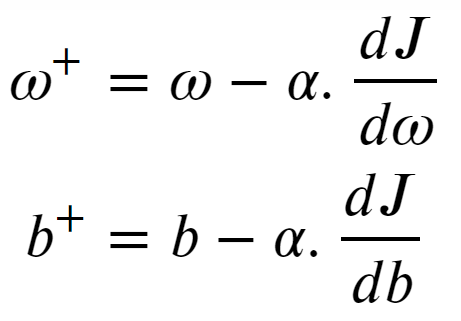 ω⁺ = ω − α. dJ/dω
b⁺ = b − α. dJ/db